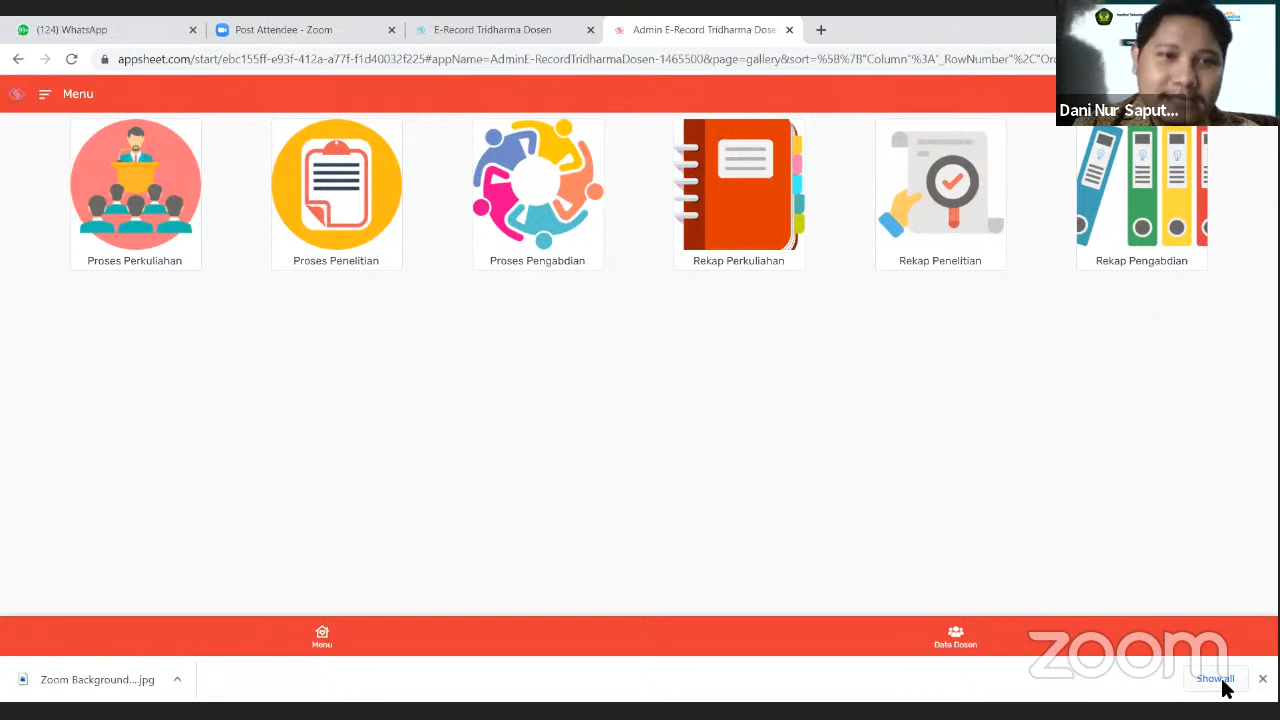 (124) WhatsApp
Post Attendee - Zoom
E-Record Tridharma Dosen
Admin E-Record Tridharma Dose
appsheet.com/start/ebc155ff-e93f-412a-a77f-f1d40032f225#appName=AdminE-RecordTridharmaDosen-1465500&page=gallery&sort=%5B%7B"Column"%3A"_RowNumber"%2C"Or
Menu
Dani Nur Saput...
Proses Perkuliahan
Proses Penelitian
Proses Pengabdian
Rekap Perkuliahan
Rekap Penelitian
Rekap Pengabdian
Menu
Data Dosen
zoom
Zoom Background....jpg
Show all